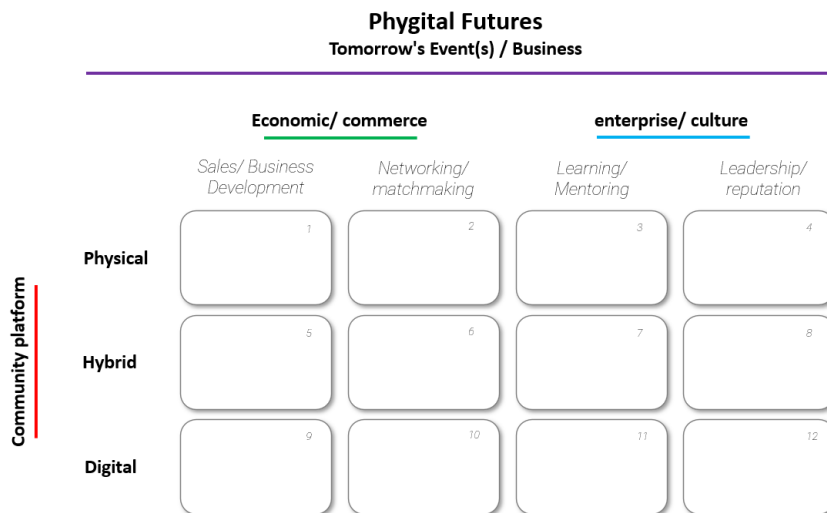 Phygital Futures
Tomorrow's Event(s) / Business
Economic/ commerce
enterprise/ culture
Sales/ Business
Development
Networking/
matchmaking
Learning/
Mentoring
Leadership/
reputation
Community platform
Physical
1
2
3
4
Hybrid
5
6
7
8
Digital
9
10
11
12